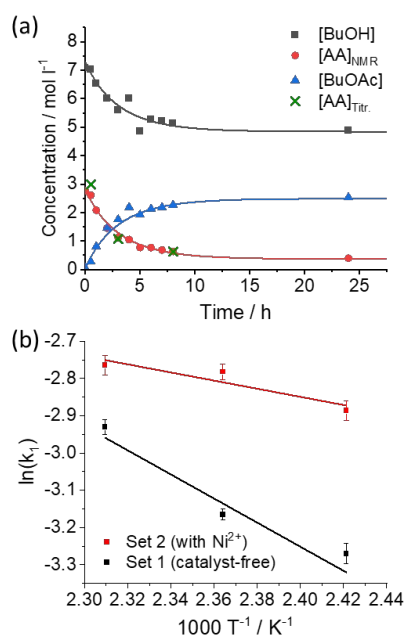 (a)
[BuOH]
[AA]NMR
[BuOAc]
[AA]Titr.
Concentration / mol l⁻¹
8
7
6
5
4
3
2
1
0
0 5 10 15 20 25
Time / h
(b)
-2.7
-2.8
-2.9
-3.0
-3.1
-3.2
-3.3
ln(k₁)
Set 2 (with Ni²⁺)
Set 1 (catalyst-free)
2.30 2.32 2.34 2.36 2.38 2.40 2.42 2.44
1000 T⁻¹ / K⁻¹